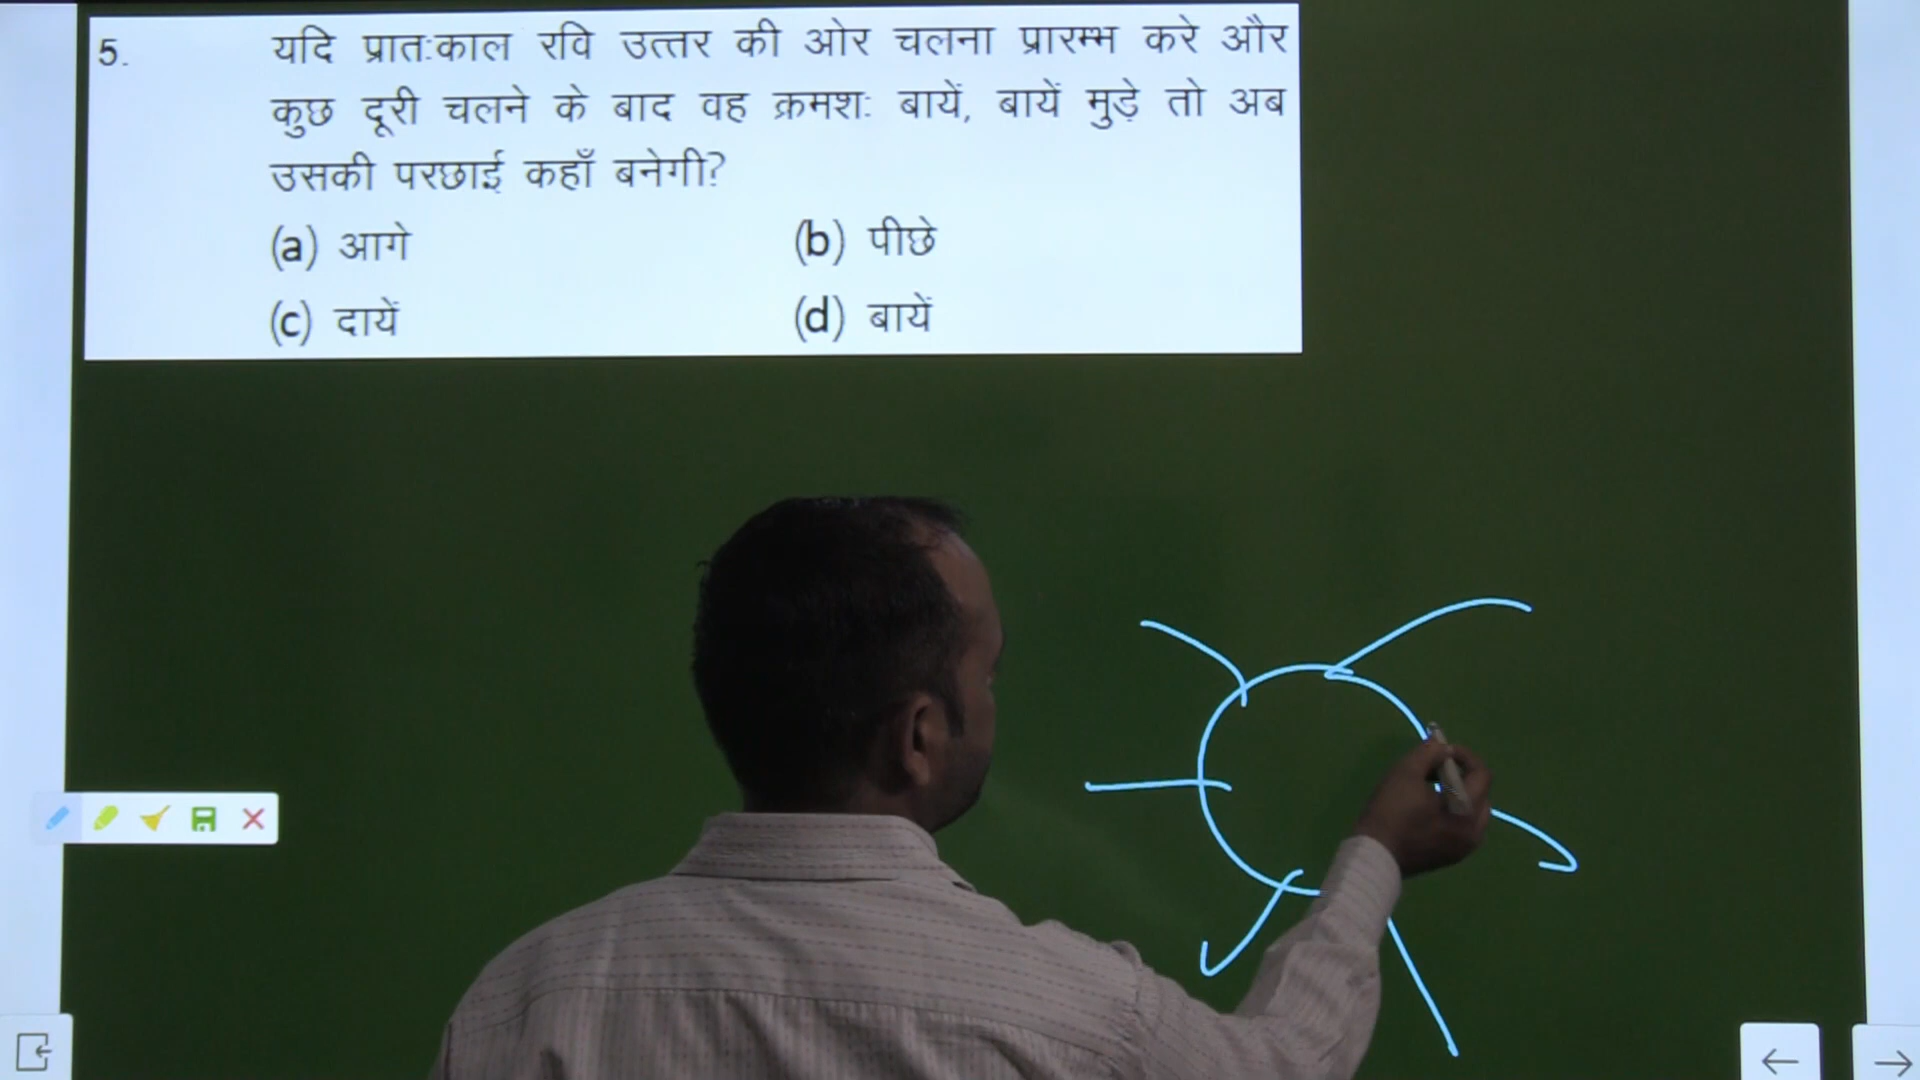 5. यदि प्रातःकाल रवि उत्तर की ओर चलना प्रारम्भ करे और
कुछ दूरी चलने के बाद वह क्रमशः बायें, बायें मुड़े तो अब
उसकी परछाई कहाँ बनेगी?
(a) आगे (b) पीछे
(c) दायें (d) बायें